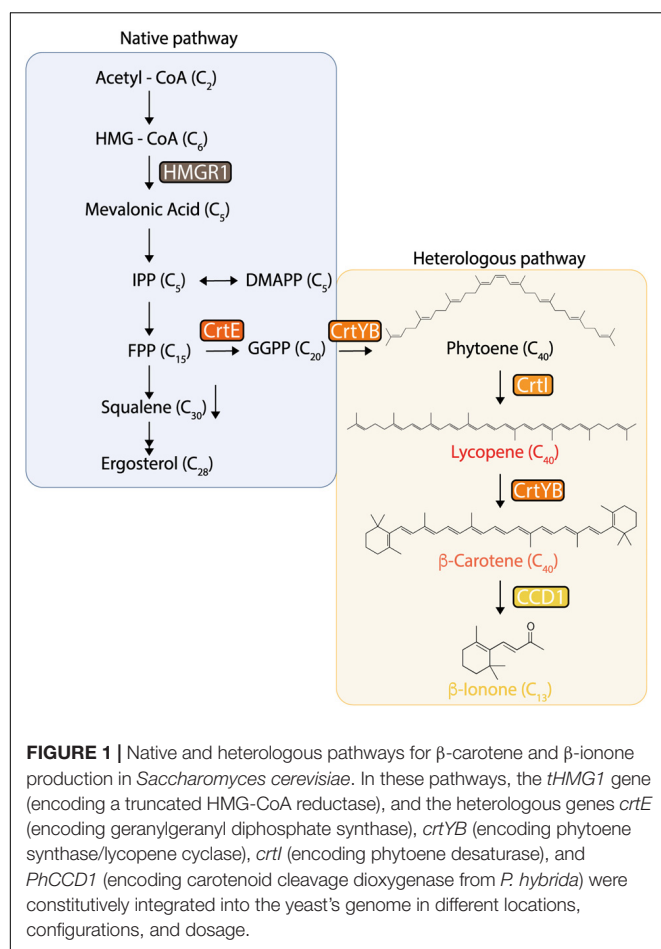 Native pathway
Acetyl - CoA (C₂)
HMG - CoA (C₆)
HMGR1
Mevalonic Acid (C₅)
IPP (C₅)
DMAPP (C₅)
CrtE
FPP (C₁₅)
GGPP (C₂₀)
Squalene (C₃₀)
Ergosterol (C₂₈)
Heterologous pathway
CrtYB
Phytoene (C₄₀)
CrtI
Lycopene (C₄₀)
CrtYB
β-Carotene (C₄₀)
CCD1
O
β-Ionone (C₁₃)
FIGURE 1 | Native and heterologous pathways for β-carotene and β-ionone
production in Saccharomyces cerevisiae. In these pathways, the tHMG1 gene
(encoding a truncated HMG-CoA reductase), and the heterologous genes crtE
(encoding geranylgeranyl diphosphate synthase), crtYB (encoding phytoene
synthase/lycopene cyclase), crtI (encoding phytoene desaturase), and
PhCCD1 (encoding carotenoid cleavage dioxygenase from P. hybrida) were
constitutively integrated into the yeast's genome in different locations,
configurations, and dosage.